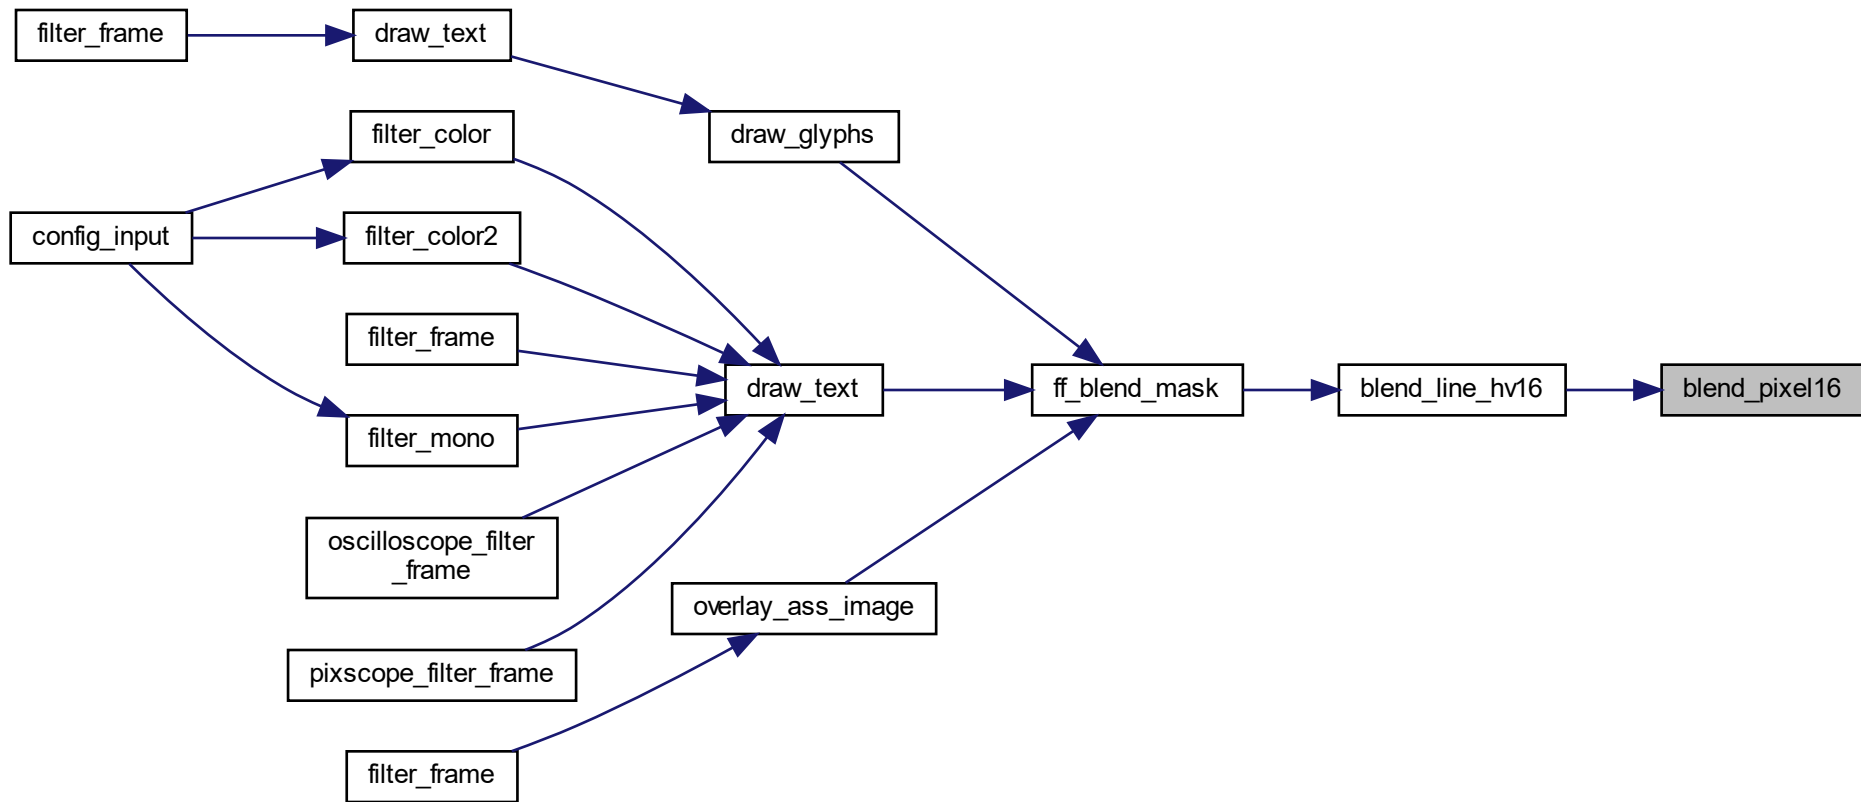 filter_frame
draw_text
filter_color
draw_glyphs
config_input
filter_color2
filter_frame
draw_text
ff_blend_mask
blend_line_hv16
blend_pixel16
filter_mono
oscilloscope_filter
_frame
overlay_ass_image
pixscope_filter_frame
filter_frame